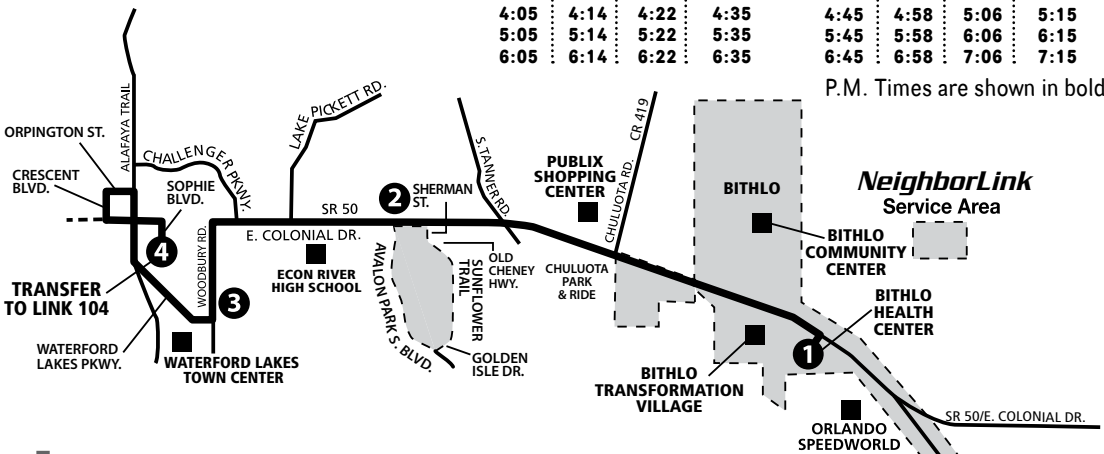 4:05 4:14 4:22 4:35
5:05 5:14 5:22 5:35
6:05 6:14 6:22 6:35
4:45 4:58 5:06 5:15
5:45 5:58 6:06 6:15
6:45 6:58 7:06 7:15
P.M. Times are shown in bold
ORPINGTON ST.
ALAFAYA TRAIL
CRESCENT
BLVD.
CHALLENGER PKWY.
SOPHIE
BLVD.
4
TRANSFER
TO LINK 104
WATERFORD
LAKES PKWY.
WOODBURY RD.
3
WATERFORD LAKES
TOWN CENTER
LAKE PICKETT RD.
SR 50
E. COLONIAL DR.
ECON RIVER
HIGH SCHOOL
2
SHERMAN
ST.
AVALON PARK S. BLVD.
SUNFLOWER
TRAIL
OLD
CHENEY
HWY.
GOLDEN
ISLE DR.
S. TANNER RD.
PUBLIX
SHOPPING
CENTER
CHULUOTA RD. CR 419
CHULUOTA
PARK
& RIDE
BITHLO
NeighborLink
Service Area
BITHLO
COMMUNITY
CENTER
BITHLO
HEALTH
CENTER
1
BITHLO
TRANSFORMATION
VILLAGE
ORLANDO
SPEEDWORLD
SR 50/E. COLONIAL DR.